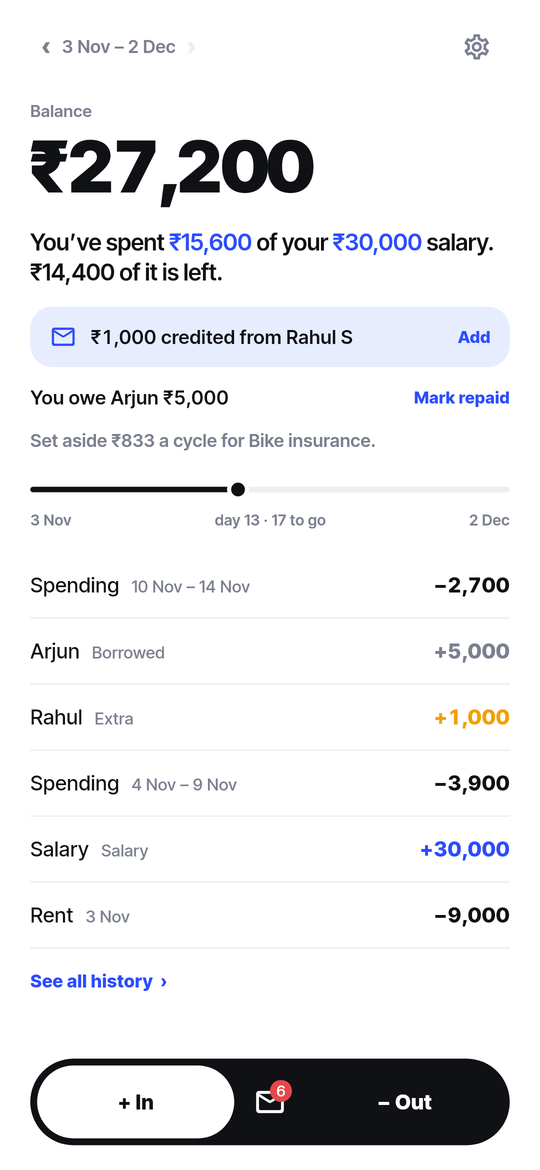 ‹ 3 Nov – 2 Dec ›
Balance
₹27,200
You’ve spent ₹15,600 of your ₹30,000 salary.
₹14,400 of it is left.
₹1,000 credited from Rahul S Add
You owe Arjun ₹5,000 Mark repaid
Set aside ₹833 a cycle for Bike insurance.
3 Nov day 13 · 17 to go 2 Dec
Spending 10 Nov – 14 Nov −2,700
Arjun Borrowed +5,000
Rahul Extra +1,000
Spending 4 Nov – 9 Nov −3,900
Salary Salary +30,000
Rent 3 Nov −9,000
See all history ›
+ In 6 − Out